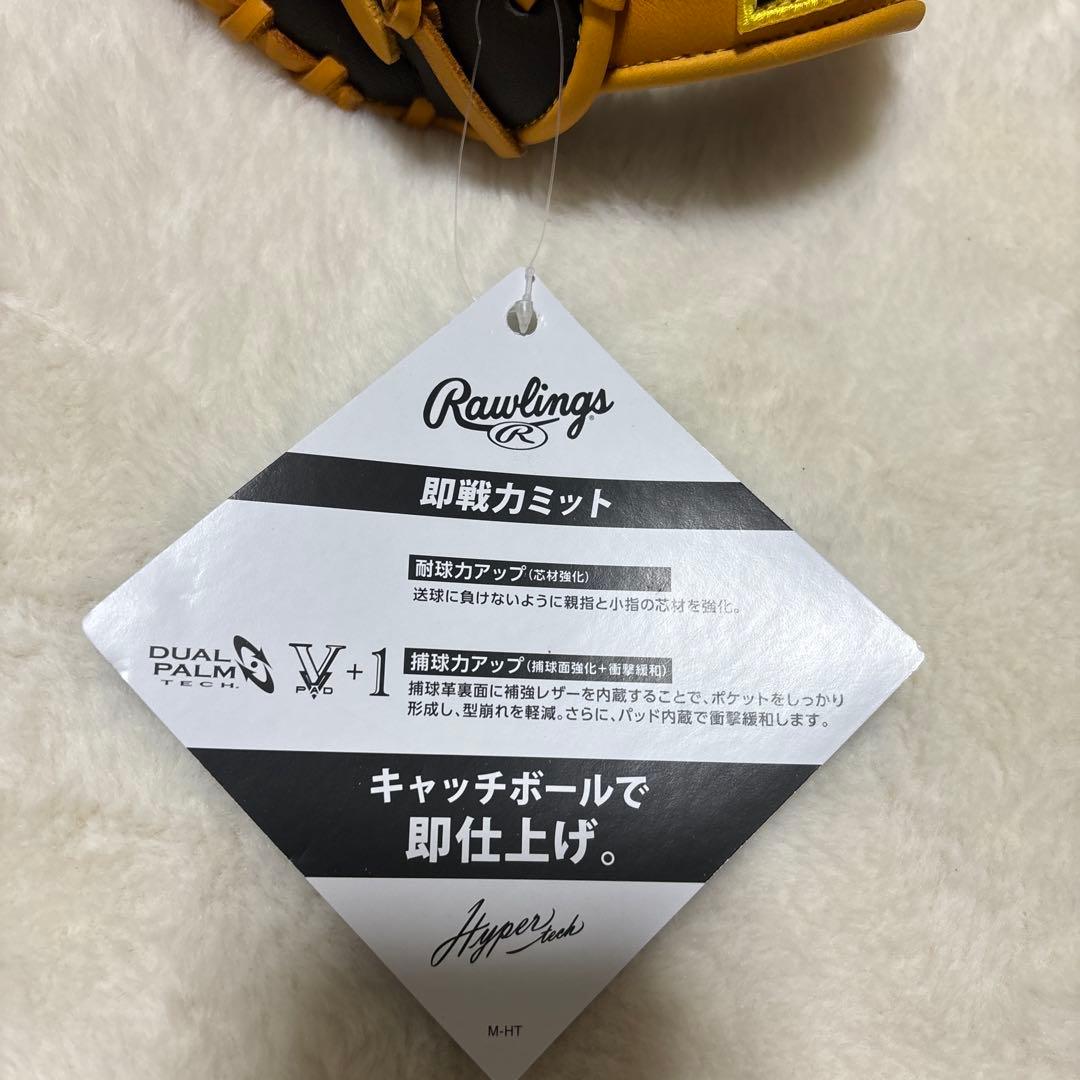 Rawlings
R
即戦力ミット
耐球力アップ(芯材強化)
送球に負けないように親指と小指の芯材を強化。
DUAL
PALM
TECH.
V
PAD
+1
捕球力アップ(捕球面強化+衝撃緩和)
捕球革裏面に補強レザーを内蔵することで、ポケットをしっかり
形成し、型崩れを軽減。さらに、パッド内蔵で衝撃緩和します。
キャッチボールで
即仕上げ。
Hyper tech
M-HT